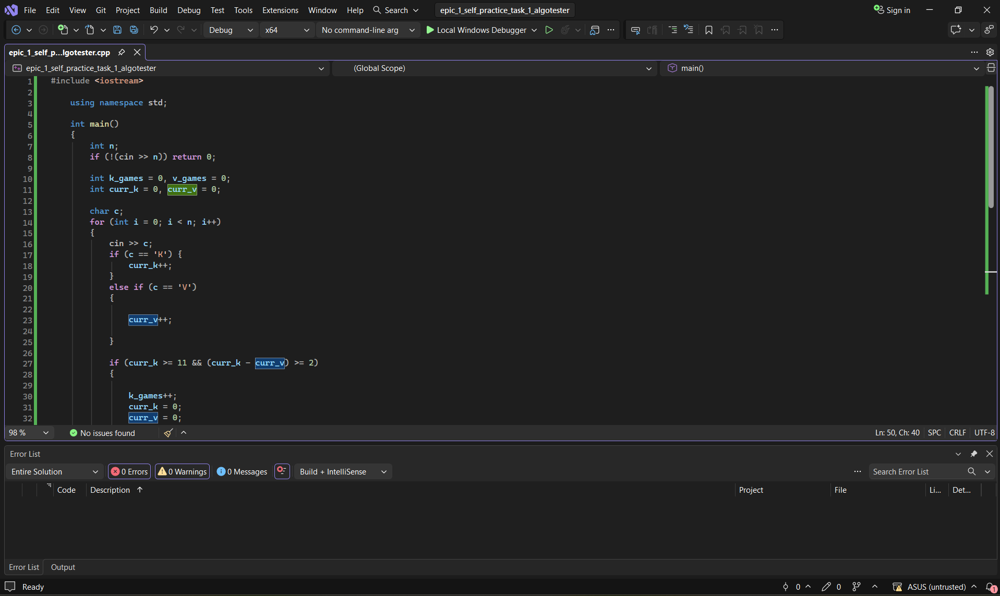 File Edit View Git Project Build Debug Test Tools Extensions Window Help Search epic_1_self_practice_task_1_algotester Sign in
Debug x64 No command-line arg Local Windows Debugger
epic_1_self_p...lgotester.cpp
epic_1_self_practice_task_1_algotester (Global Scope) main()
1 #include <iostream>
2
3 using namespace std;
4
5 int main()
6 {
7 int n;
8 if (!(cin >> n)) return 0;
9
10 int k_games = 0, v_games = 0;
11 int curr_k = 0, curr_v = 0;
12
13 char c;
14 for (int i = 0; i < n; i++)
15 {
16 cin >> c;
17 if (c == 'K') {
18 curr_k++;
19 }
20 else if (c == 'V')
21 {
22
23 curr_v++;
24
25 }
26
27 if (curr_k >= 11 && (curr_k - curr_v) >= 2)
28 {
29
30 k_games++;
31 curr_k = 0;
32 curr_v = 0;
98 % No issues found Ln: 50, Ch: 40 SPC CRLF UTF-8
Error List
Entire Solution 0 Errors 0 Warnings 0 Messages Build + IntelliSense Search Error List
Code Description Project File Li... Det...
Error List Output
Ready 0 0 ASUS (untrusted) 1